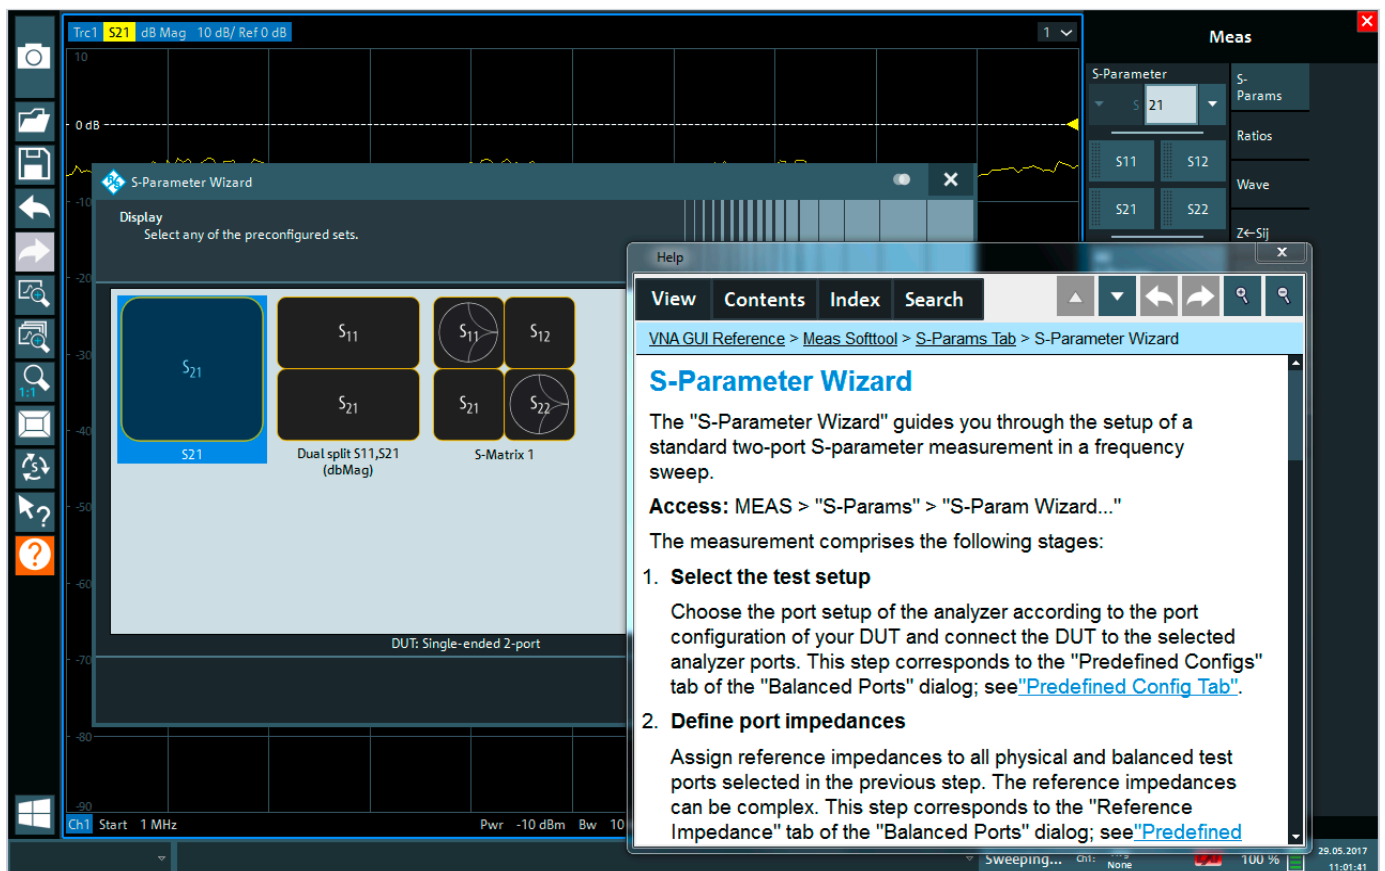 Trc1 S21 dB Mag 10 dB/ Ref 0 dB
1
10
0 dB
-10
-20
-30
-40
-50
-60
-70
-80
-90
1:1
S-Parameter Wizard
Display
Select any of the preconfigured sets.
S21
S21
S11
S21
Dual split S11,S21
(dbMag)
S11 S12
S21 S22
S-Matrix 1
DUT: Single-ended 2-port
Ch1 Start 1 MHz Pwr -10 dBm Bw 10
Meas
S-Parameter
S 21
S11 S12
S21 S22
S-
Params
Ratios
Wave
Z←Sij
Help
View Contents Index Search
VNA GUI Reference > Meas Softtool > S-Params Tab > S-Parameter Wizard
S-Parameter Wizard
The "S-Parameter Wizard" guides you through the setup of a
standard two-port S-parameter measurement in a frequency
sweep.
Access: MEAS > "S-Params" > "S-Param Wizard..."
The measurement comprises the following stages:
1. Select the test setup
Choose the port setup of the analyzer according to the port
configuration of your DUT and connect the DUT to the selected
analyzer ports. This step corresponds to the "Predefined Configs"
tab of the "Balanced Ports" dialog; see"Predefined Config Tab".
2. Define port impedances
Assign reference impedances to all physical and balanced test
ports selected in the previous step. The reference impedances
can be complex. This step corresponds to the "Reference
Impedance" tab of the "Balanced Ports" dialog; see"Predefined
Sweeping... Ch1: None 100 %
29.05.2017
11:01:41